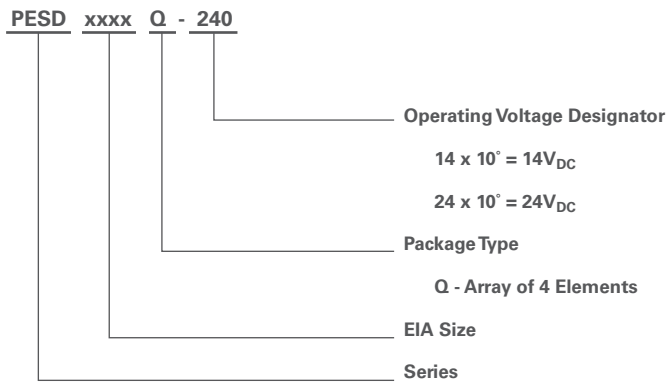 PESD xxxx Q - 240
Operating Voltage Designator
14 x 10˚ = 14VDC
24 x 10˚ = 24VDC
Package Type
Q - Array of 4 Elements
EIA Size
Series